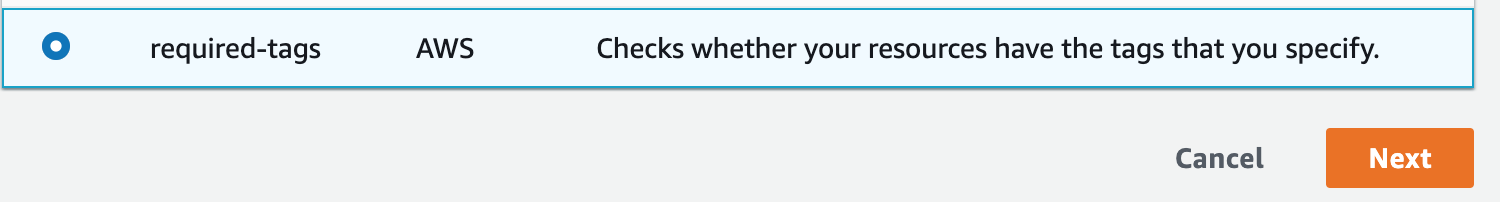 required-tags AWS Checks whether your resources have the tags that you specify.
Cancel Next